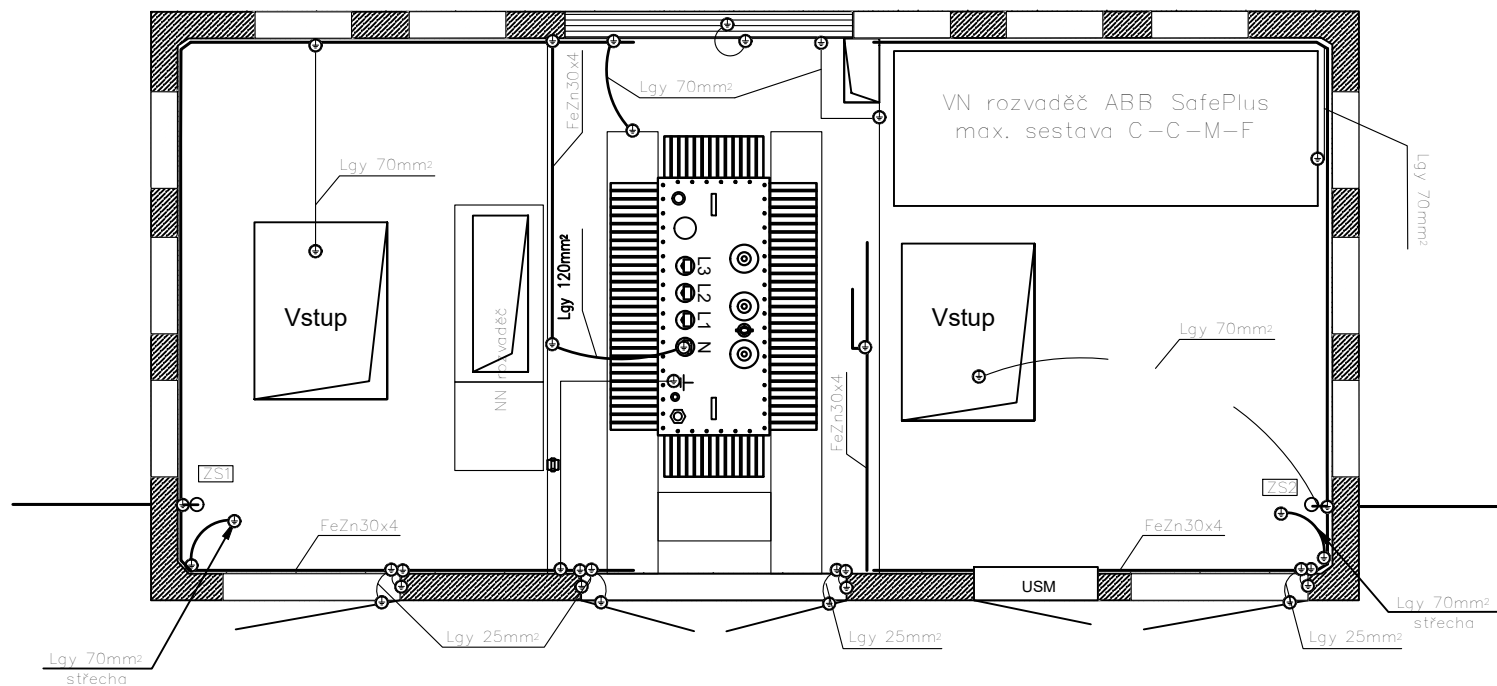 Lgy 70mm²
FeZn30x4
VN rozvaděč ABB SafePlus
max. sestava C-C-M-F
Lgy 70mm²
Lgy 70mm²
Lgy 120mm²
L3
L2
L1
N
Vstup
NN rozvaděč
Vstup
Lgy 70mm²
FeZn30x4
ZS1
ZS2
FeZn30x4
FeZn30x4
USM
Lgy 70mm²
střecha
Lgy 25mm²
Lgy 25mm²
Lgy 25mm²
Lgy 70mm²
střecha